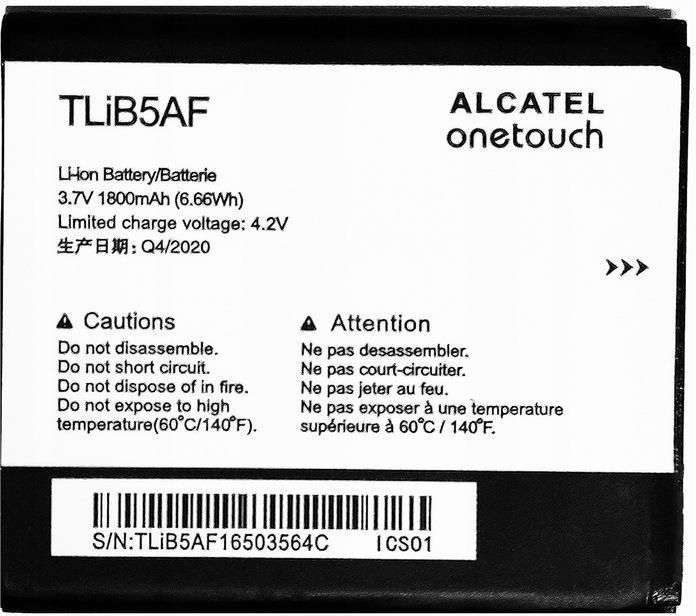 TLiB5AF
ALCATEL
onetouch
Li-ion Battery/Batterie
3.7V 1800mAh (6.66Wh)
Limited charge voltage: 4.2V
生产日期: Q4/2020
Cautions
Do not disassemble.
Do not short circuit.
Do not dispose of in fire.
Do not expose to high
temperature(60°C/140°F).
Attention
Ne pas desassembler.
Ne pas court-circuiter.
Ne pas jeter au feu.
Ne pas exposer à une temperature
supérieure à 60°C / 140°F.
S/N:TLiB5AF16503564C ICS01